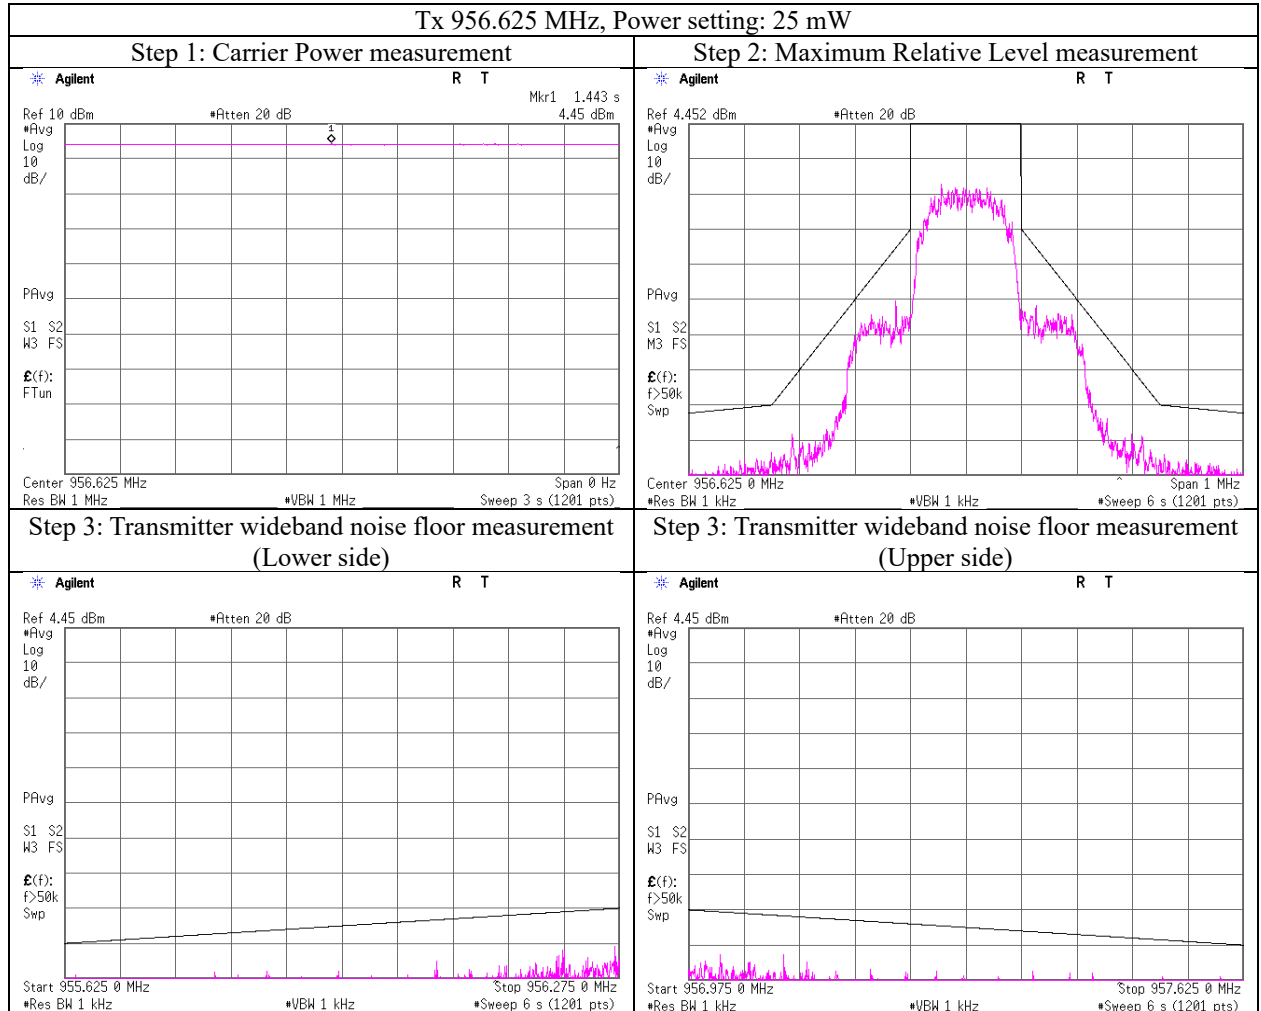 Tx 956.625 MHz, Power setting: 25 mW
Step 1: Carrier Power measurement
Agilent
R T
Mkr1 1.443 s
Ref 10 dBm
#Atten 20 dB
4.45 dBm
#Avg
Log
10
dB/
1
PAvg
S1 S2
W3 FS
£(f):
FTun
Center 956.625 MHz
Span 0 Hz
#Res BW 1 MHz
#VBW 1 MHz
Sweep 3 s (1201 pts)
Step 2: Maximum Relative Level measurement
Agilent
R T
Ref 4.452 dBm
#Atten 20 dB
#Avg
Log
10
dB/
PAvg
S1 S2
M3 FS
£(f):
f>50k
Swp
Center 956.625 0 MHz
Span 1 MHz
#Res BW 1 kHz
#VBW 1 kHz
#Sweep 6 s (1201 pts)
Step 3: Transmitter wideband noise floor measurement
(Lower side)
Agilent
R T
Ref 4.45 dBm
#Atten 20 dB
#Avg
Log
10
dB/
PAvg
S1 S2
W3 FS
£(f):
f>50k
Swp
Start 955.625 0 MHz
Stop 956.275 0 MHz
#Res BW 1 kHz
#VBW 1 kHz
#Sweep 6 s (1201 pts)
Step 3: Transmitter wideband noise floor measurement
(Upper side)
Agilent
R T
Ref 4.45 dBm
#Atten 20 dB
#Avg
Log
10
dB/
PAvg
S1 S2
W3 FS
£(f):
f>50k
Swp
Start 956.975 0 MHz
Stop 957.625 0 MHz
#Res BW 1 kHz
#VBW 1 kHz
#Sweep 6 s (1201 pts)